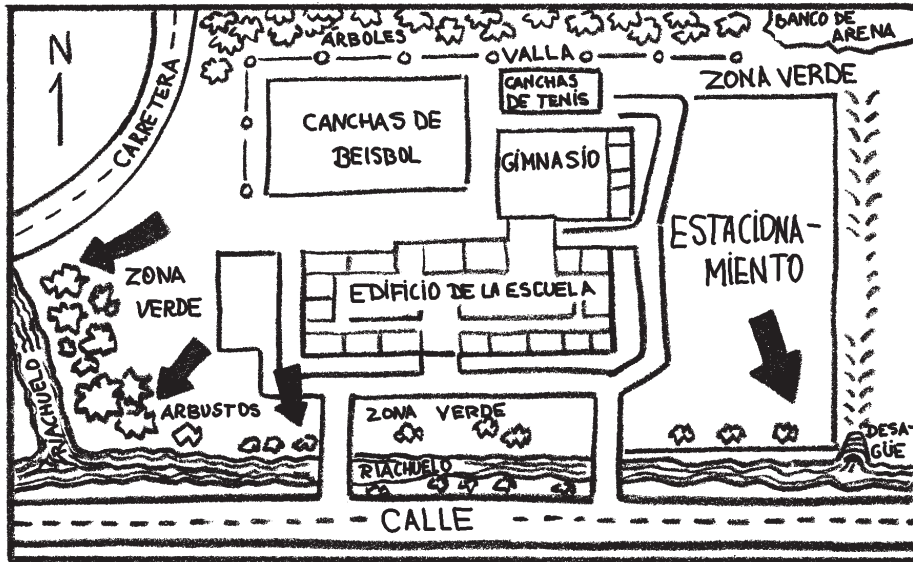 BANCO DE
ARENA
N
ÁRBOLES
VALLA
ZONA VERDE
CARRETERA
CANCHAS DE
BEISBOL
CANCHAS
DE TENIS
GIMNASIO
ESTACIONA-
MIENTO
ZONA
VERDE
EDIFICIO DE LA ESCUELA
RIACHUELO
ARBUSTOS
ZONA VERDE
DESA-
GÜE
RIACHUELO
CALLE